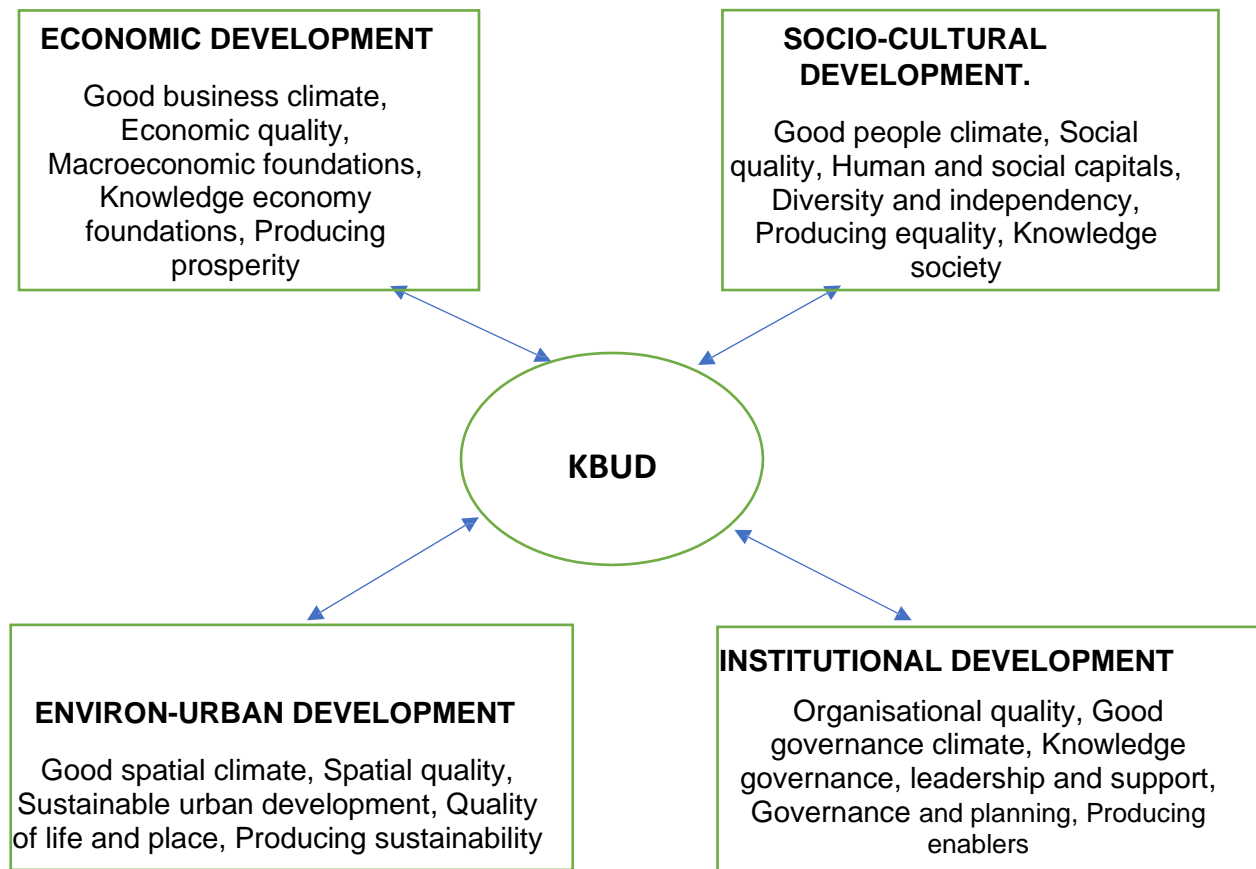 ECONOMIC DEVELOPMENT
Good business climate,
Economic quality,
Macroeconomic foundations,
Knowledge economy
foundations, Producing
prosperity
SOCIO-CULTURAL
DEVELOPMENT.
Good people climate, Social
quality, Human and social capitals,
Diversity and independency,
Producing equality, Knowledge
society
KBUD
ENVIRON-URBAN DEVELOPMENT
Good spatial climate, Spatial quality,
Sustainable urban development, Quality
of life and place, Producing sustainability
INSTITUTIONAL DEVELOPMENT
Organisational quality, Good
governance climate, Knowledge
governance, leadership and support,
Governance and planning, Producing
enablers